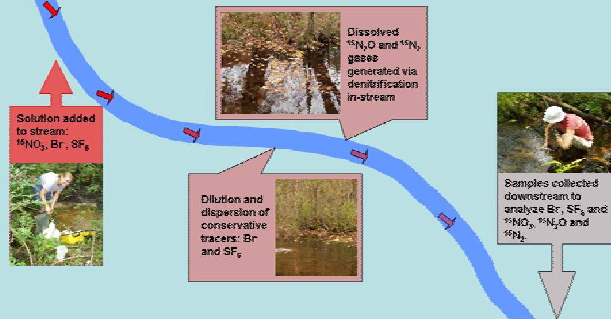 Solution added
to stream:
¹⁵NO₃, Br, SF₆
Dissolved
¹⁵N₂O and ¹⁵N₂
gases
generated via
denitrification
in-stream
Dilution and
dispersion of
conservative
tracers: Br
and SF₆
Samples collected
downstream to
analyze Br, SF₆ and
¹⁵NO₃, ¹⁵N₂O and
¹⁵N₂.